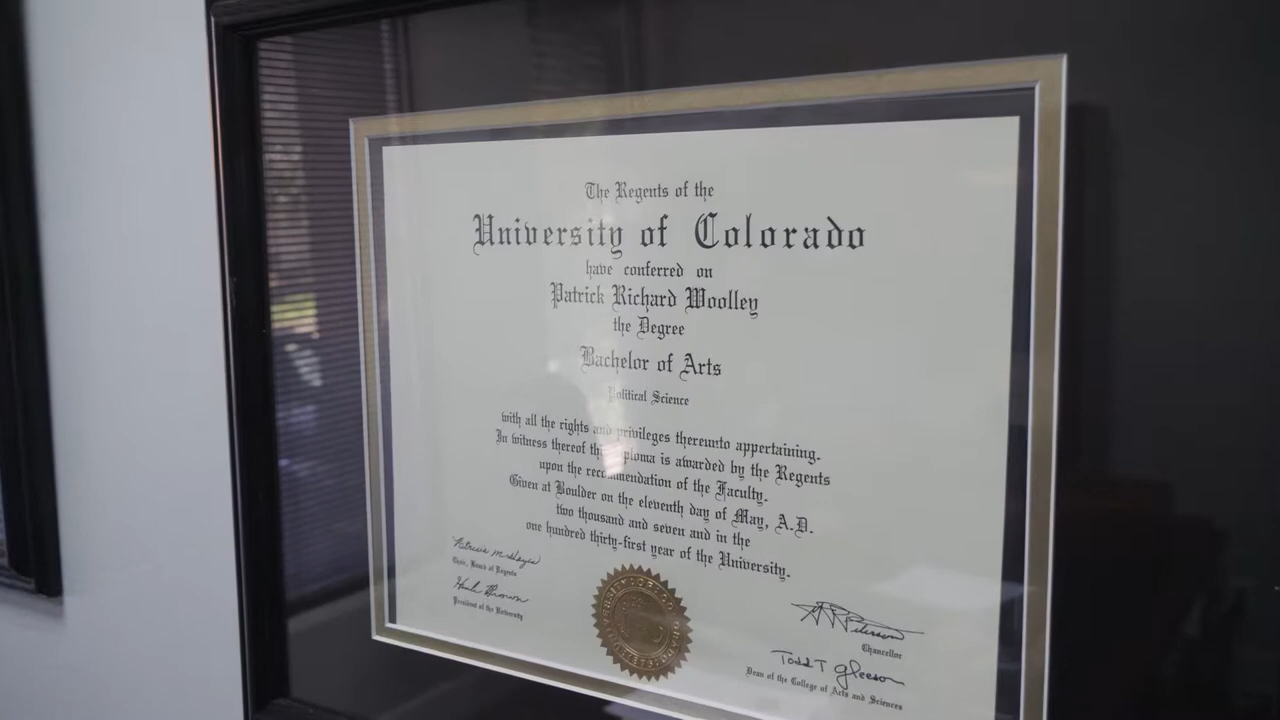 The Regents of the
University of Colorado
have conferred on
Patrick Richard Woolley
the Degree
Bachelor of Arts
Political Science
with all the rights and privileges thereunto appertaining.
In witness thereof this diploma is awarded by the Regents
upon the recommendation of the Faculty.
Given at Boulder on the eleventh day of May, A.D.
two thousand and seven and in the
one hundred thirty-first year of the University.
Chair, Board of Regents
Hank Brown
President of the University
Peterson
Chancellor
Todd T Gleeson
Dean of the College of Arts and Sciences